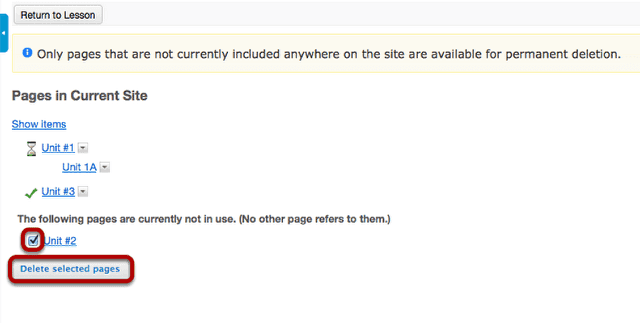 Return to Lesson
Only pages that are not currently included anywhere on the site are available for permanent deletion.
Pages in Current Site
Show items
Unit #1
Unit 1A
Unit #3
The following pages are currently not in use. (No other page refers to them.)
Unit #2
Delete selected pages